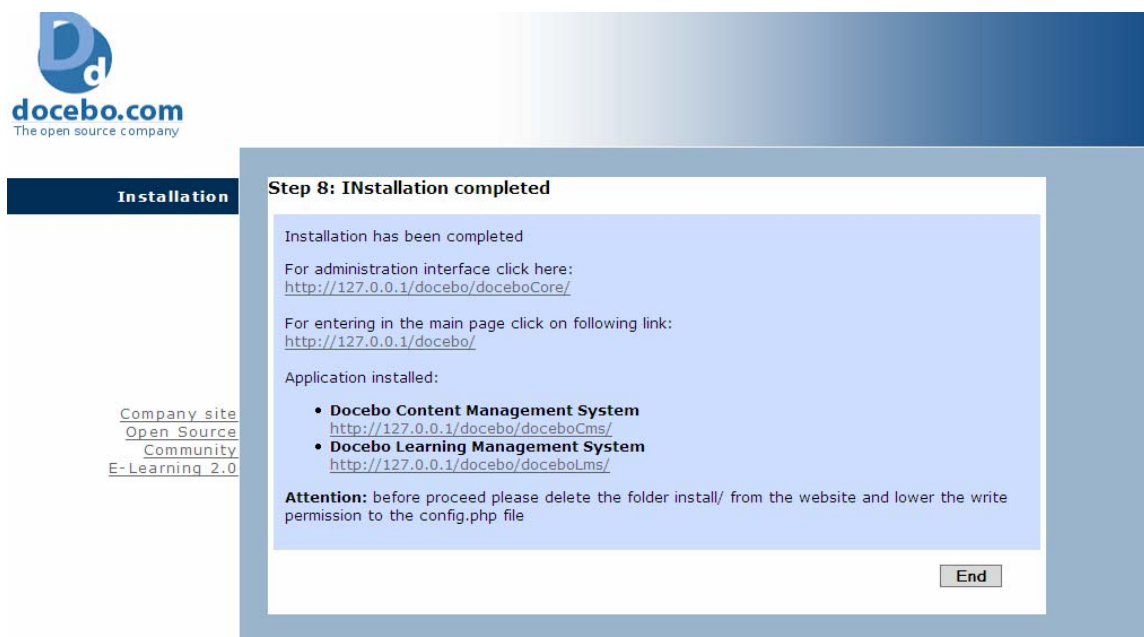 Dd
docebo.com
The open source company
Installation
Company site
Open Source
Community
E-Learning 2.0
Step 8: INstallation completed
Installation has been completed
For administration interface click here:
http://127.0.0.1/docebo/doceboCore/
For entering in the main page click on following link:
http://127.0.0.1/docebo/
Application installed:
• Docebo Content Management System
http://127.0.0.1/docebo/doceboCms/
• Docebo Learning Management System
http://127.0.0.1/docebo/doceboLms/
Attention: before proceed please delete the folder install/ from the website and lower the write
permission to the config.php file
End